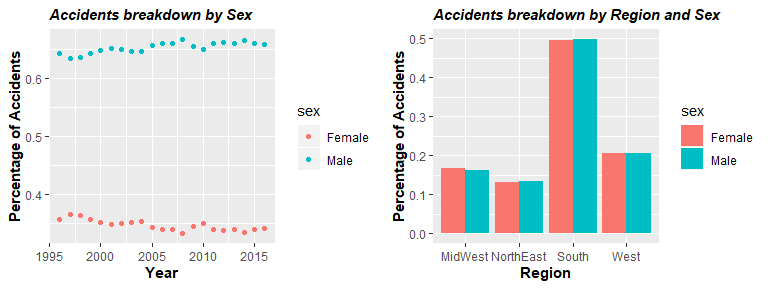 Accidents breakdown by Sex
Percentage of Accidents
0.6
0.5
0.4
1995 2000 2005 2010 2015
Year
sex
Female
Male
Accidents breakdown by Region and Sex
Percentage of Accidents
0.5
0.4
0.3
0.2
0.1
0.0
MidWest NorthEast South West
Region
sex
Female
Male